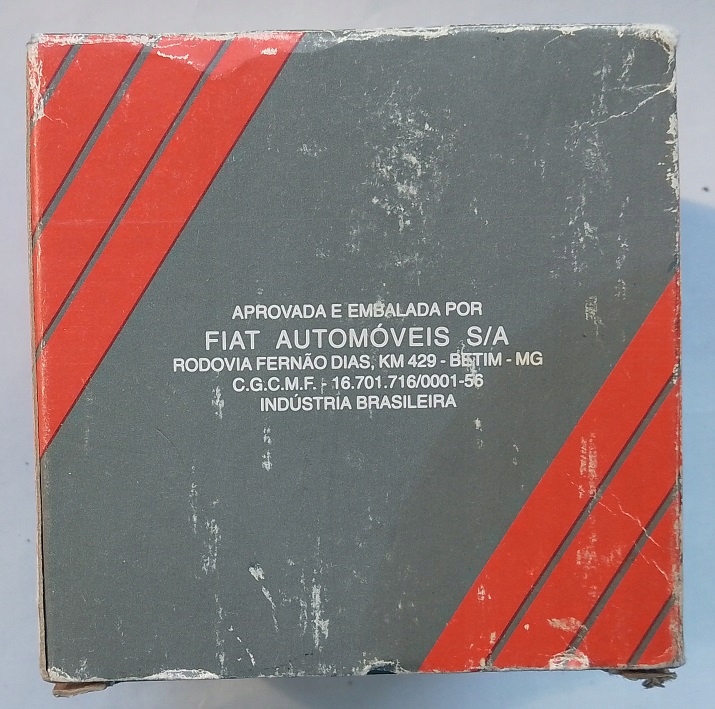 APROVADA E EMBALADA POR
FIAT AUTOMÓVEIS S/A
RODOVIA FERNÃO DIAS, KM 429 - BETIM - MG
C.G.C.M.F. - 16.701.716/0001-56
INDÚSTRIA BRASILEIRA